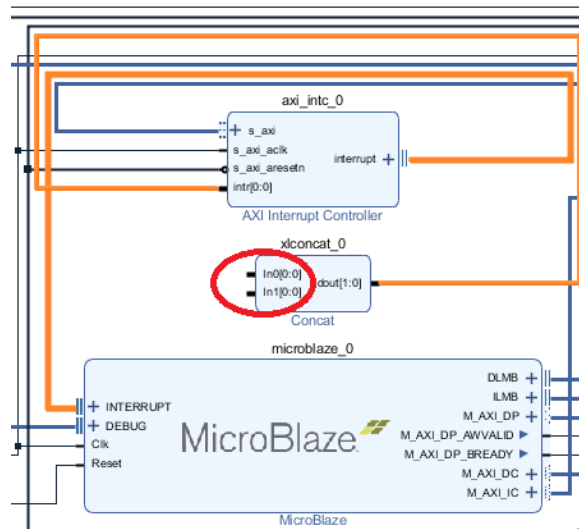 axi_intc_0
s_axi
s_axi_aclk
s_axi_aresetn
intr[0:0]
interrupt
AXI Interrupt Controller
xlconcat_0
In0[0:0]
In1[0:0]
dout[1:0]
Concat
microblaze_0
INTERRUPT
DEBUG
Clk
Reset
MicroBlaze
DLMB
ILMB
M_AXI_DP
M_AXI_DP_AWVALID
M_AXI_DP_BREADY
M_AXI_DC
M_AXI_IC
MicroBlaze